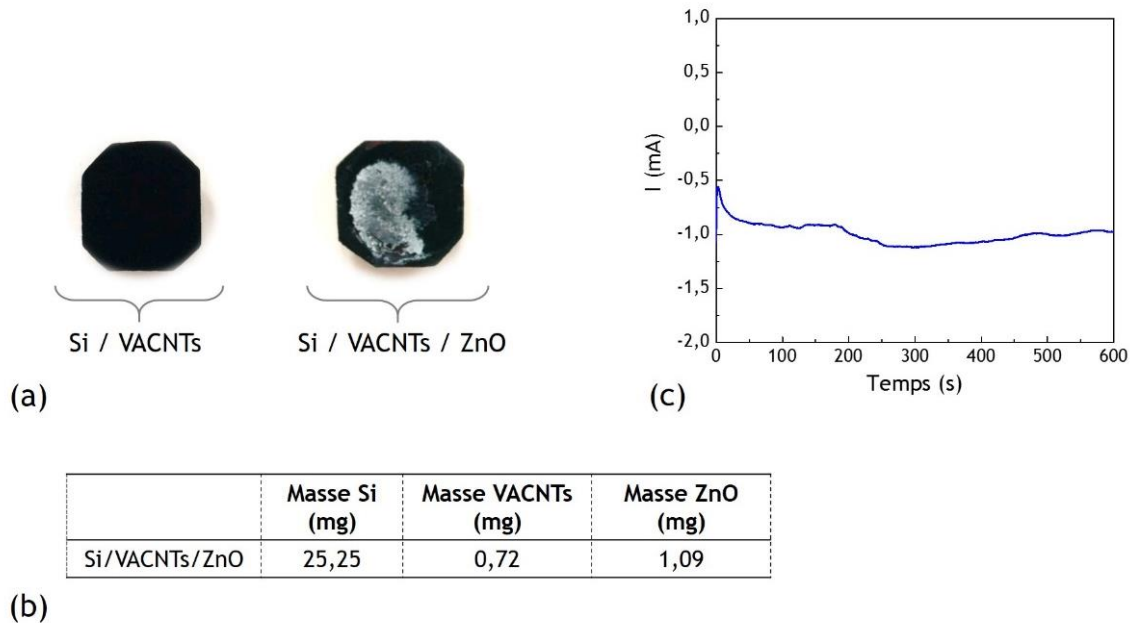 Si / VACNTs
Si / VACNTs / ZnO
(a)
1,0
0,5
0,0
-0,5
-1,0
-1,5
-2,0
I (mA)
0
100
200
300
400
500
600
Temps (s)
(c)
Masse Si (mg)
Masse VACNTs (mg)
Masse ZnO (mg)
Si/VACNTs/ZnO
25,25
0,72
1,09
(b)